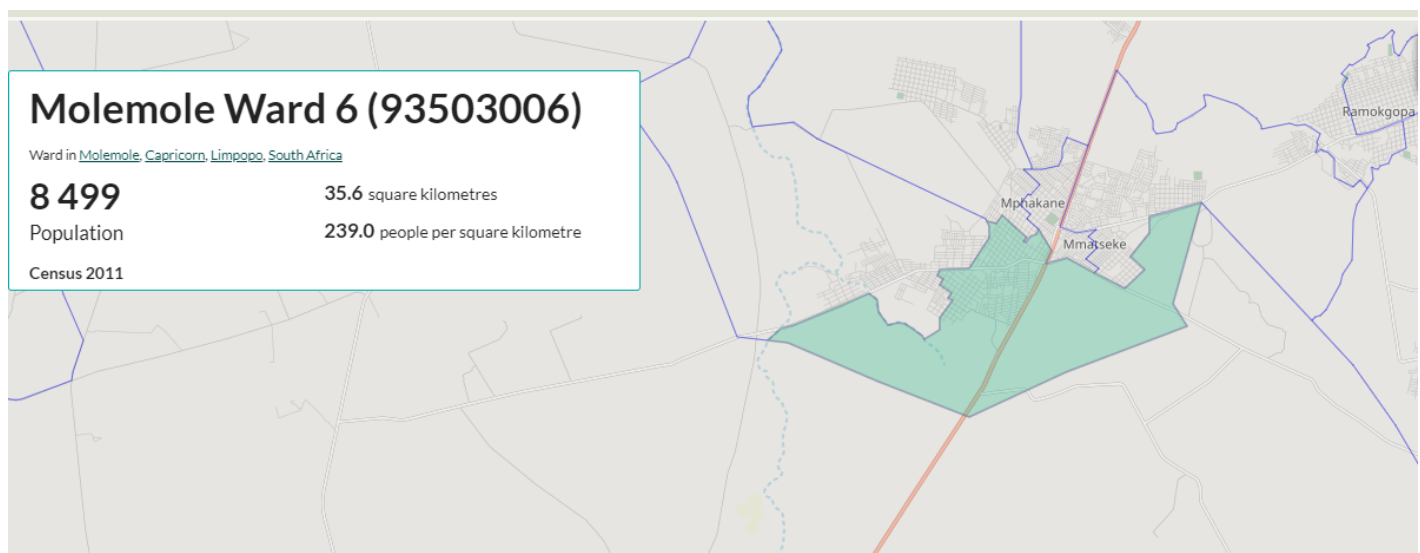 Molemole Ward 6 (93503006)
Ward in Molemole, Capricorn, Limpopo, South Africa
8 499
Population
35.6 square kilometres
239.0 people per square kilometre
Census 2011
Ramokgopa
Mphakane
Mmatseke